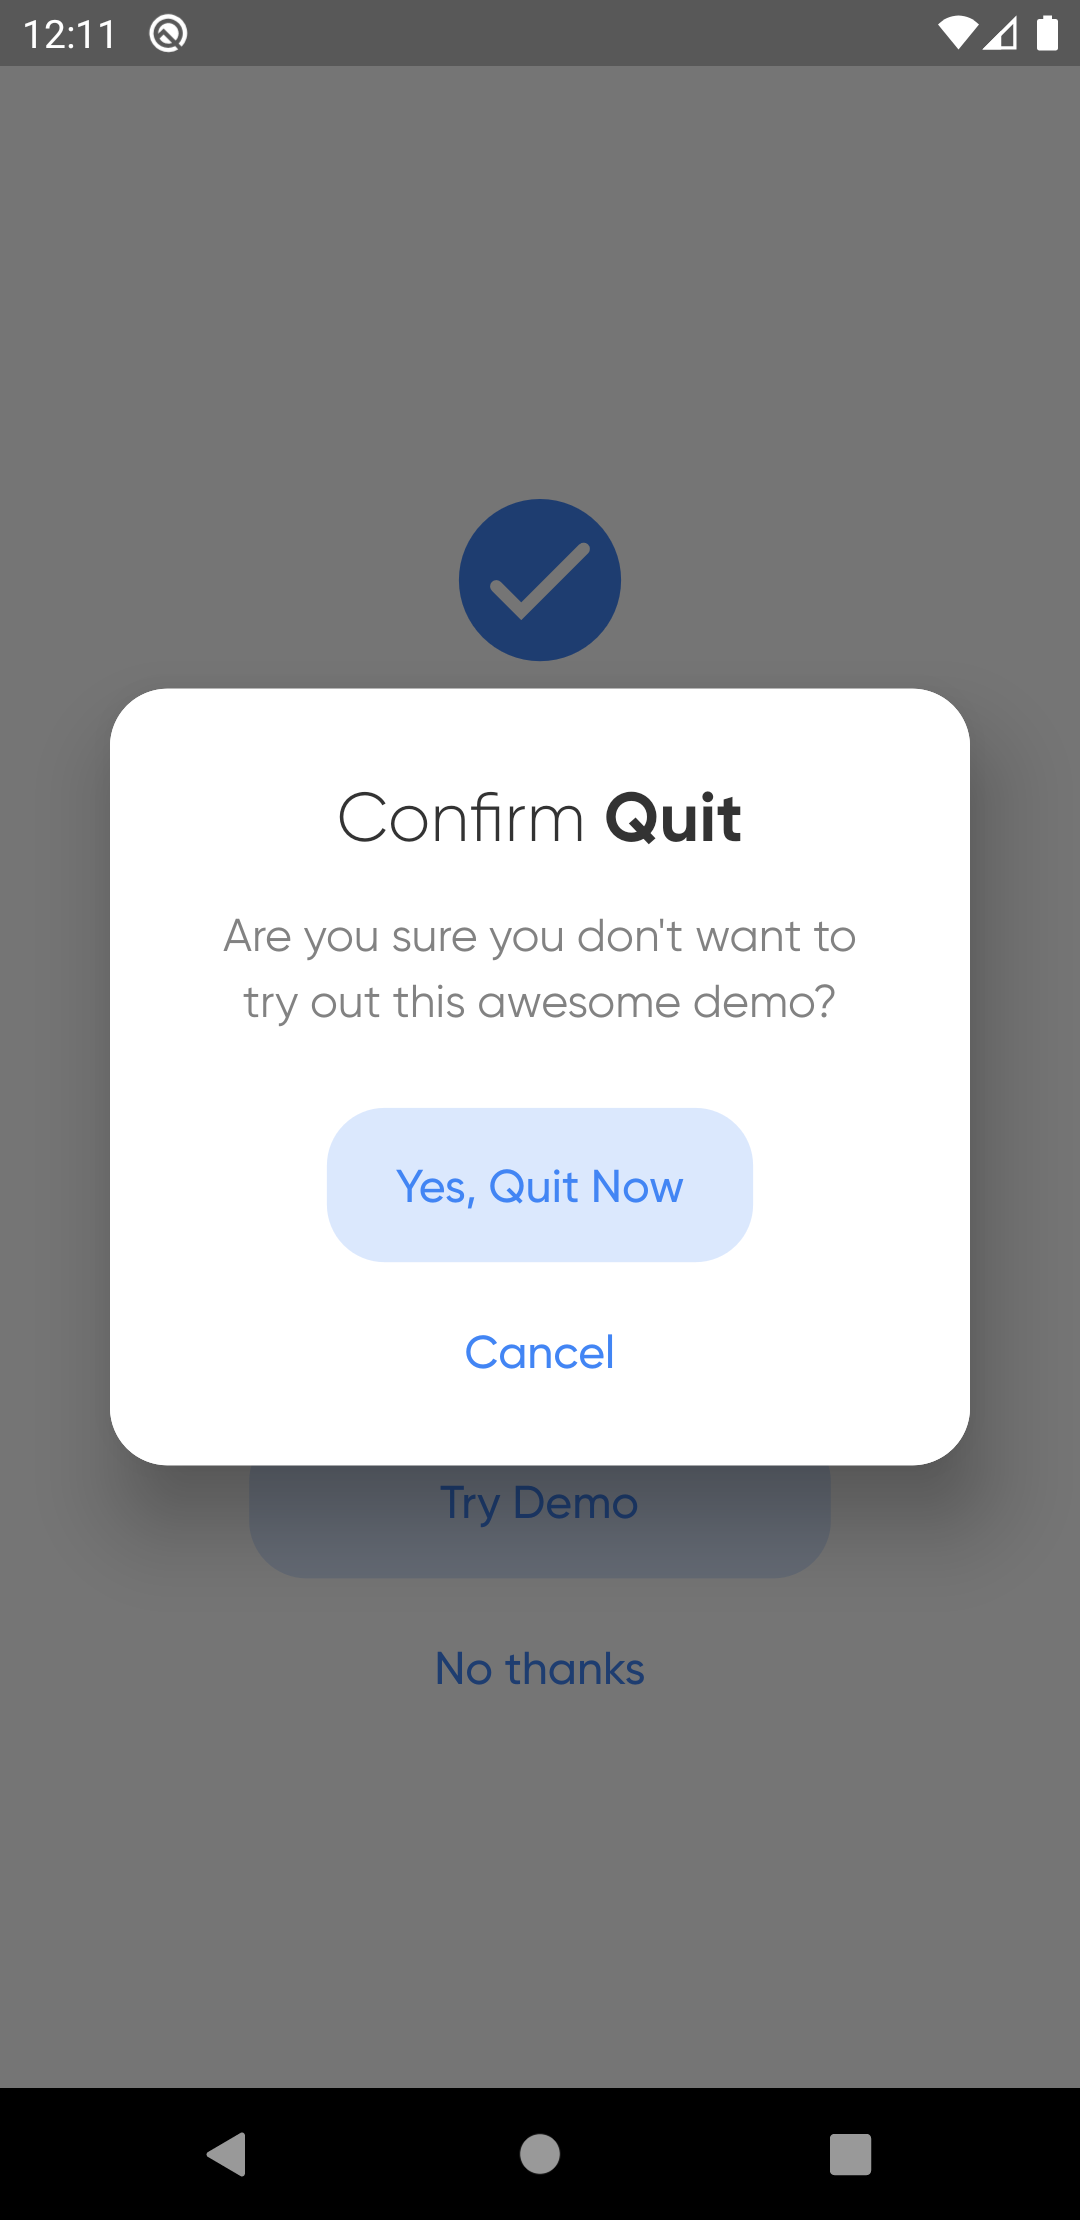 12:11
Confirm Quit
Are you sure you don't want to
try out this awesome demo?
Yes, Quit Now
Cancel
Try Demo
No thanks